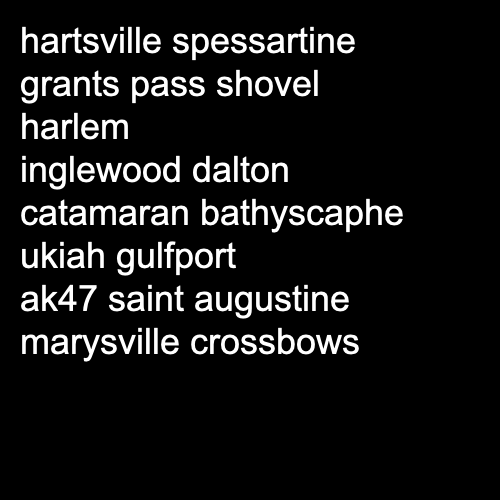 hartsville spessartine
grants pass shovel
harlem
inglewood dalton
catamaran bathyscaphe
ukiah gulfport
ak47 saint augustine
marysville crossbows